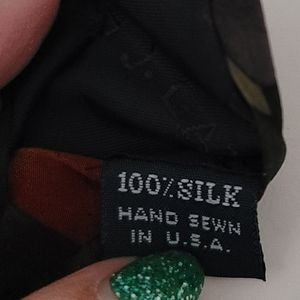 100% SILK
HAND SEWN
IN U.S.A.